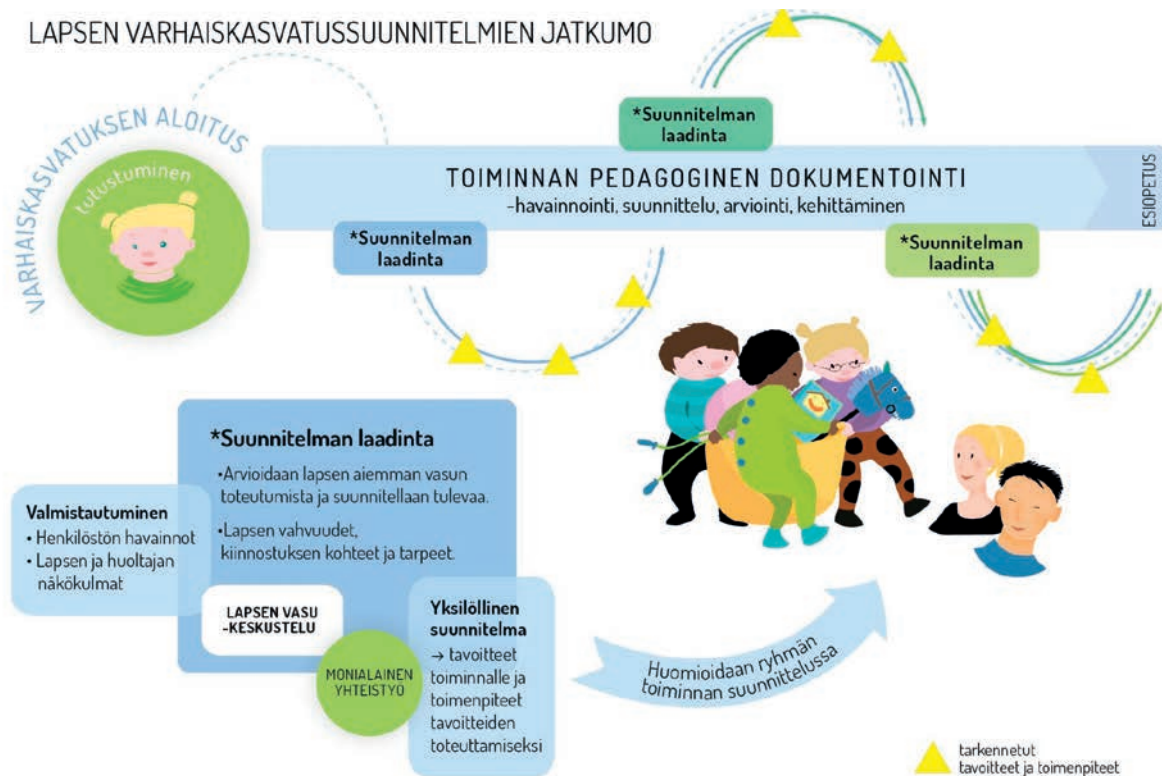 LAPSEN VARHAISKASVATUSSUUNNITELMIEN JATKUMO
VARHAISKASVATUKSEN ALOITUS
tutustuminen
*Suunnitelman
laadinta
TOIMINNAN PEDAGOGINEN DOKUMENTOINTI
-havainnointi, suunnittelu, arviointi, kehittäminen
ESIOPETUS
*Suunnitelman
laadinta
*Suunnitelman
laadinta
*Suunnitelman laadinta
•Arvioidaan lapsen aiemman vasun
toteutumista ja suunnitellaan tulevaa.
•Lapsen vahvuudet,
kiinnostuksen kohteet ja tarpeet.
Valmistautuminen
• Henkilöstön havainnot
• Lapsen ja huoltajan
näkökulmat
LAPSEN VASU
-KESKUSTELU
MONIALAINEN
YHTEISTYÖ
Yksilöllinen
suunnitelma
→ tavoitteet
toiminnalle ja
toimenpiteet
tavoitteiden
toteuttamiseksi
Huomioidaan ryhmän
toiminnan suunnittelussa
tarkennetut
tavoitteet ja toimenpiteet